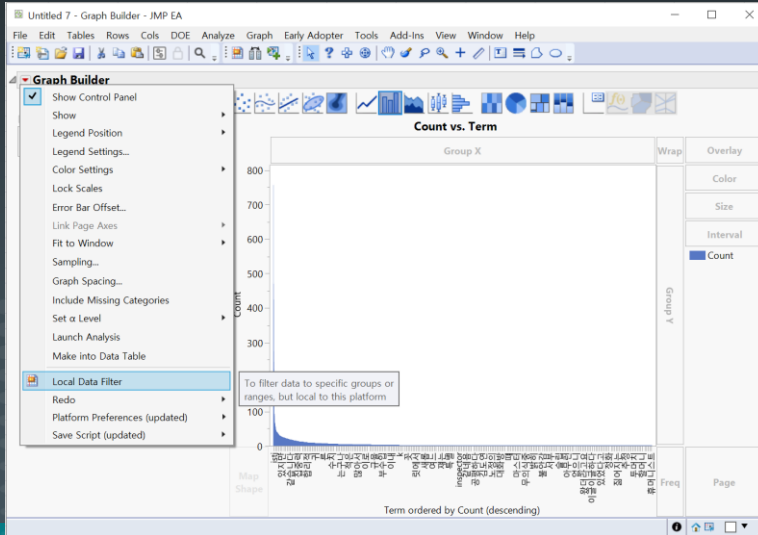 Untitled 7 - Graph Builder - JMP EA
File Edit Tables Rows Cols DOE Analyze Graph Early Adopter Tools Add-Ins View Window Help
Graph Builder
Show Control Panel
Show
Legend Position
Legend Settings...
Color Settings
Lock Scales
Error Bar Offset...
Link Page Axes
Fit to Window
Sampling...
Graph Spacing...
Include Missing Categories
Set α Level
Launch Analysis
Make into Data Table
Local Data Filter
Redo
Platform Preferences (updated)
Save Script (updated)
To filter data to specific groups or
ranges, but local to this platform
Count vs. Term
Group X
Wrap
Overlay
Color
Size
Interval
Count
800
700
600
500
400
300
100
0
Count
Group Y
Map
Shape
inspector
Freq
Page
Term ordered by Count (descending)